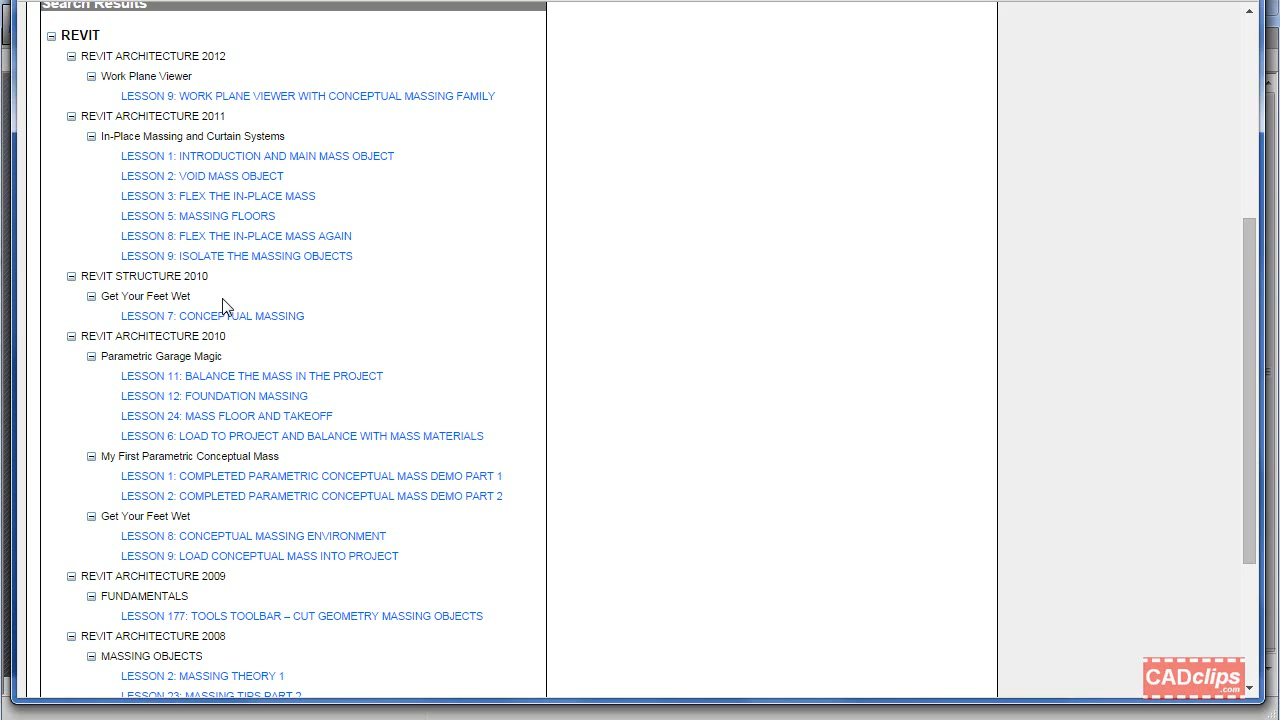 Search Results
REVIT
REVIT ARCHITECTURE 2012
Work Plane Viewer
LESSON 9: WORK PLANE VIEWER WITH CONCEPTUAL MASSING FAMILY
REVIT ARCHITECTURE 2011
In-Place Massing and Curtain Systems
LESSON 1: INTRODUCTION AND MAIN MASS OBJECT
LESSON 2: VOID MASS OBJECT
LESSON 3: FLEX THE IN-PLACE MASS
LESSON 5: MASSING FLOORS
LESSON 8: FLEX THE IN-PLACE MASS AGAIN
LESSON 9: ISOLATE THE MASSING OBJECTS
REVIT STRUCTURE 2010
Get Your Feet Wet
LESSON 7: CONCEPTUAL MASSING
REVIT ARCHITECTURE 2010
Parametric Garage Magic
LESSON 11: BALANCE THE MASS IN THE PROJECT
LESSON 12: FOUNDATION MASSING
LESSON 24: MASS FLOOR AND TAKEOFF
LESSON 6: LOAD TO PROJECT AND BALANCE WITH MASS MATERIALS
My First Parametric Conceptual Mass
LESSON 1: COMPLETED PARAMETRIC CONCEPTUAL MASS DEMO PART 1
LESSON 2: COMPLETED PARAMETRIC CONCEPTUAL MASS DEMO PART 2
Get Your Feet Wet
LESSON 8: CONCEPTUAL MASSING ENVIRONMENT
LESSON 9: LOAD CONCEPTUAL MASS INTO PROJECT
REVIT ARCHITECTURE 2009
FUNDAMENTALS
LESSON 177: TOOLS TOOLBAR – CUT GEOMETRY MASSING OBJECTS
REVIT ARCHITECTURE 2008
MASSING OBJECTS
LESSON 2: MASSING THEORY 1
LESSON 23: MASSING TIPS PART 2
CADclips
.com